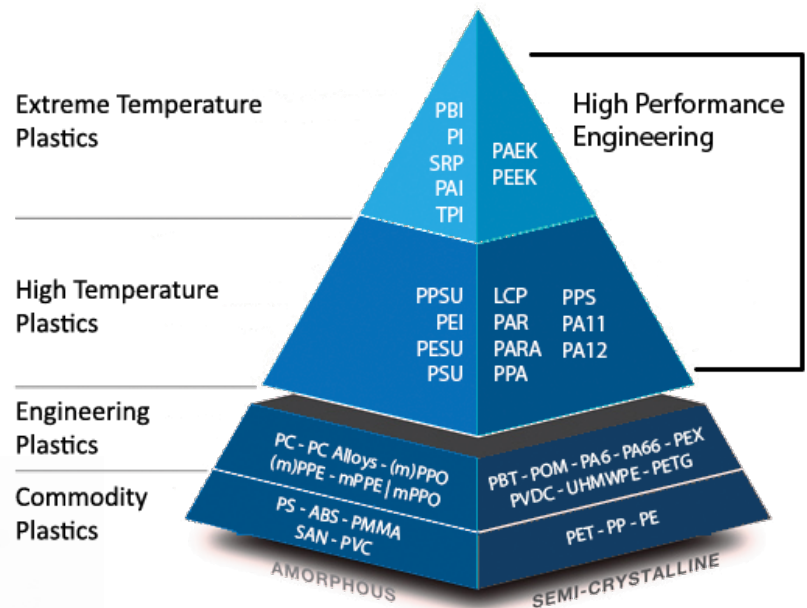 Extreme Temperature
Plastics
PBI
PI
SRP
PAI
TPI
PAEK
PEEK
High Performance
Engineering
High Temperature
Plastics
PPSU
PEI
PESU
PSU
LCP
PAR
PARA
PPA
PPS
PA11
PA12
Engineering
Plastics
PC - PC Alloys - (m)PPO
(m)PPE - mPPE | mPPO
PBT - POM - PA6 - PA66 - PEX
PVDC - UHMWPE - PETG
Commodity
Plastics
PS - ABS - PMMA
SAN - PVC
PET - PP - PE
AMORPHOUS
SEMI-CRYSTALLINE